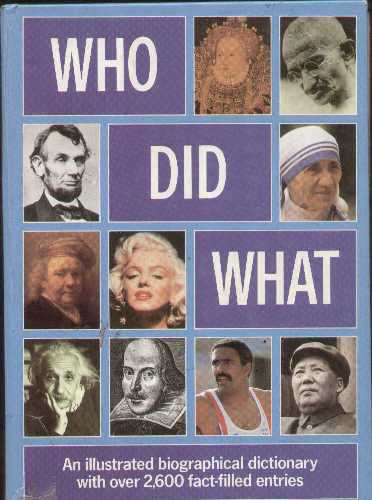 WHO
DID
WHAT
An illustrated biographical dictionary
with over 2,600 fact-filled entries